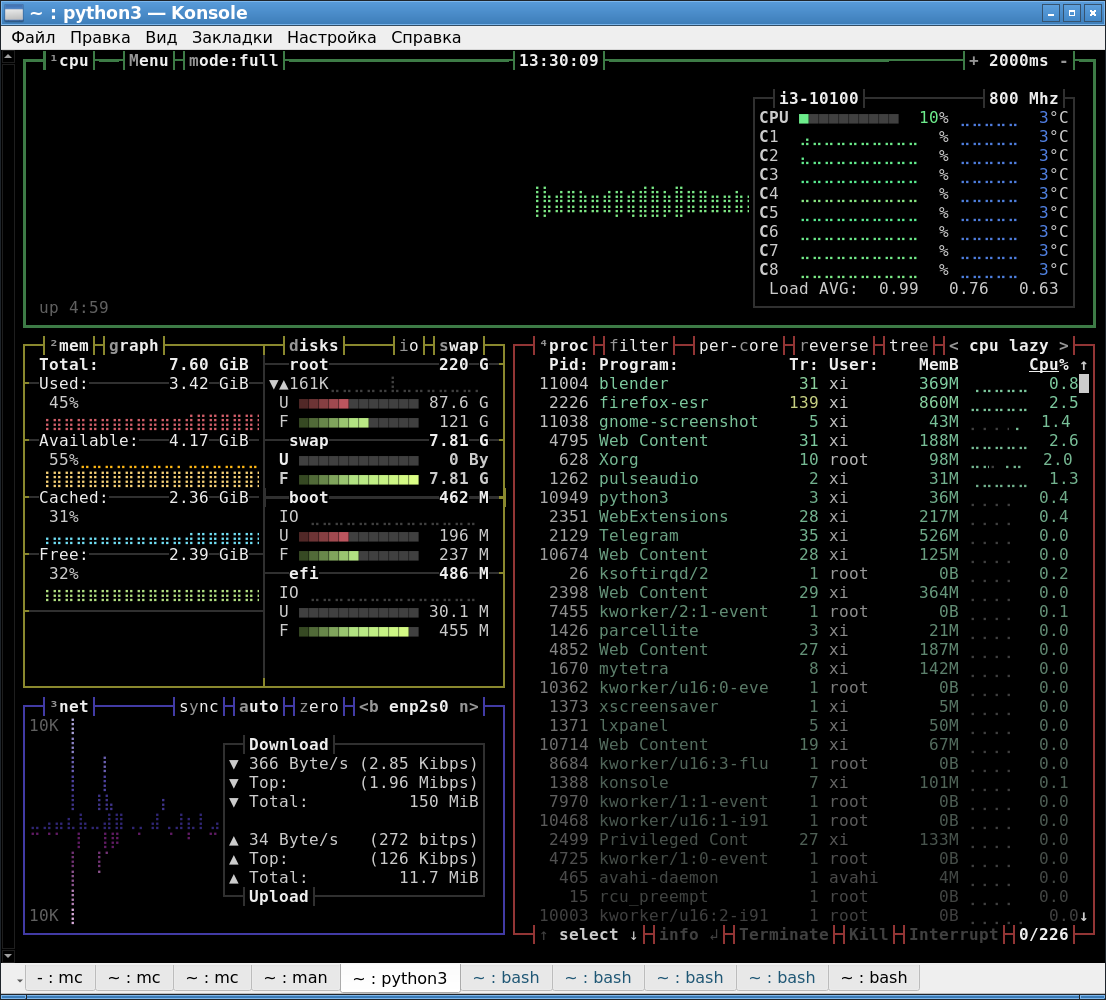 ~ : python3 — Konsole
Файл Правка Вид Закладки Настройка Справка
¹cpu Menu mode:full 13:30:09 + 2000ms -
i3-10100 800 Mhz
CPU 10% 3°C
C1 % 3°C
C2 % 3°C
C3 % 3°C
C4 % 3°C
C5 % 3°C
C6 % 3°C
C7 % 3°C
C8 % 3°C
Load AVG: 0.99 0.76 0.63
up 4:59
²mem graph disks io swap
Total: 7.60 GiB
Used: 3.42 GiB
45%
Available: 4.17 GiB
55%
Cached: 2.36 GiB
31%
Free: 2.39 GiB
32%
root 220 G
▼▲161K
U 87.6 G
F 121 G
swap 7.81 G
U 0 By
F 7.81 G
boot 462 M
IO
U 196 M
F 237 M
efi 486 M
IO
U 30.1 M
F 455 M
³net sync auto zero <b enp2s0 n>
10K
Download
▼ 366 Byte/s (2.85 Kibps)
▼ Top: (1.96 Mibps)
▼ Total: 150 MiB
▲ 34 Byte/s (272 bitps)
▲ Top: (126 Kibps)
▲ Total: 11.7 MiB
Upload
10K
⁴proc filter per-core reverse tree < cpu lazy >
Pid: Program: Tr: User: MemB Cpu% ↑
11004 blender 31 xi 369M 0.8
2226 firefox-esr 139 xi 860M 2.5
11038 gnome-screenshot 5 xi 43M 1.4
4795 Web Content 31 xi 188M 2.6
628 Xorg 10 root 98M 2.0
1262 pulseaudio 2 xi 31M 1.3
10949 python3 3 xi 36M 0.4
2351 WebExtensions 28 xi 217M 0.4
2129 Telegram 35 xi 526M 0.0
10674 Web Content 28 xi 125M 0.0
26 ksoftirqd/2 1 root 0B 0.2
2398 Web Content 29 xi 364M 0.0
7455 kworker/2:1-event 1 root 0B 0.1
1426 parcellite 3 xi 21M 0.0
4852 Web Content 27 xi 187M 0.0
1670 mytetra 8 xi 142M 0.0
10362 kworker/u16:0-eve 1 root 0B 0.0
1373 xscreensaver 1 xi 5M 0.0
1371 lxpanel 5 xi 50M 0.0
10714 Web Content 19 xi 67M 0.0
8684 kworker/u16:3-flu 1 root 0B 0.0
1388 konsole 7 xi 101M 0.1
7970 kworker/1:1-event 1 root 0B 0.0
10468 kworker/u16:1-i91 1 root 0B 0.0
2499 Privileged Cont 27 xi 133M 0.0
4725 kworker/1:0-event 1 root 0B 0.0
465 avahi-daemon 1 avahi 4M 0.0
15 rcu_preempt 1 root 0B 0.0
10003 kworker/u16:2-i91 1 root 0B 0.0↓
↑ select ↓ info ↲ Terminate Kill Interrupt 0/226
- : mc ~ : mc ~ : mc ~ : man ~ : python3 ~ : bash ~ : bash ~ : bash ~ : bash ~ : bash